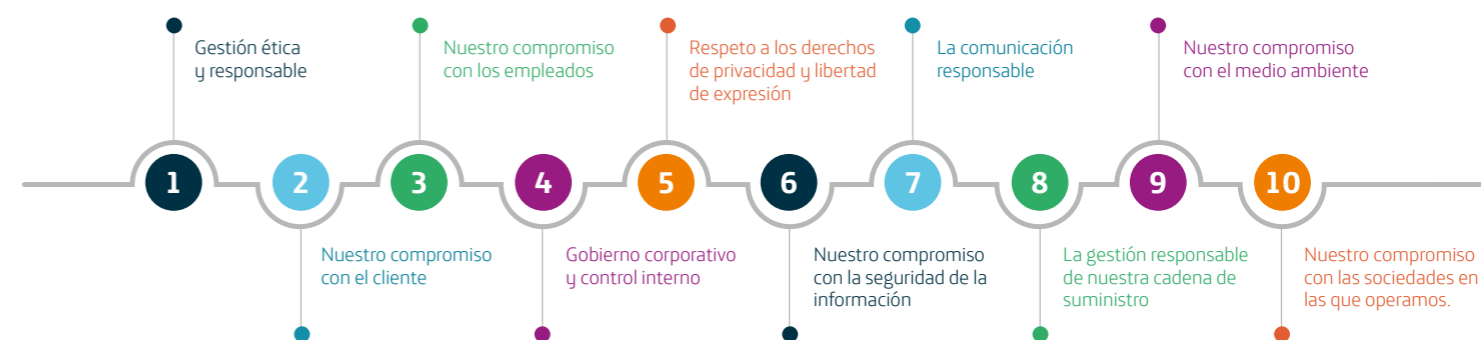 1
Gestión ética
y responsable
2
Nuestro compromiso
con el cliente
3
Nuestro compromiso
con los empleados
4
Gobierno corporativo
y control interno
5
Respeto a los derechos
de privacidad y libertad
de expresión
6
Nuestro compromiso
con la seguridad de la
información
7
La comunicación
responsable
8
La gestión responsable
de nuestra cadena de
suministro
9
Nuestro compromiso
con el medio ambiente
10
Nuestro compromiso
con las sociedades en
las que operamos.